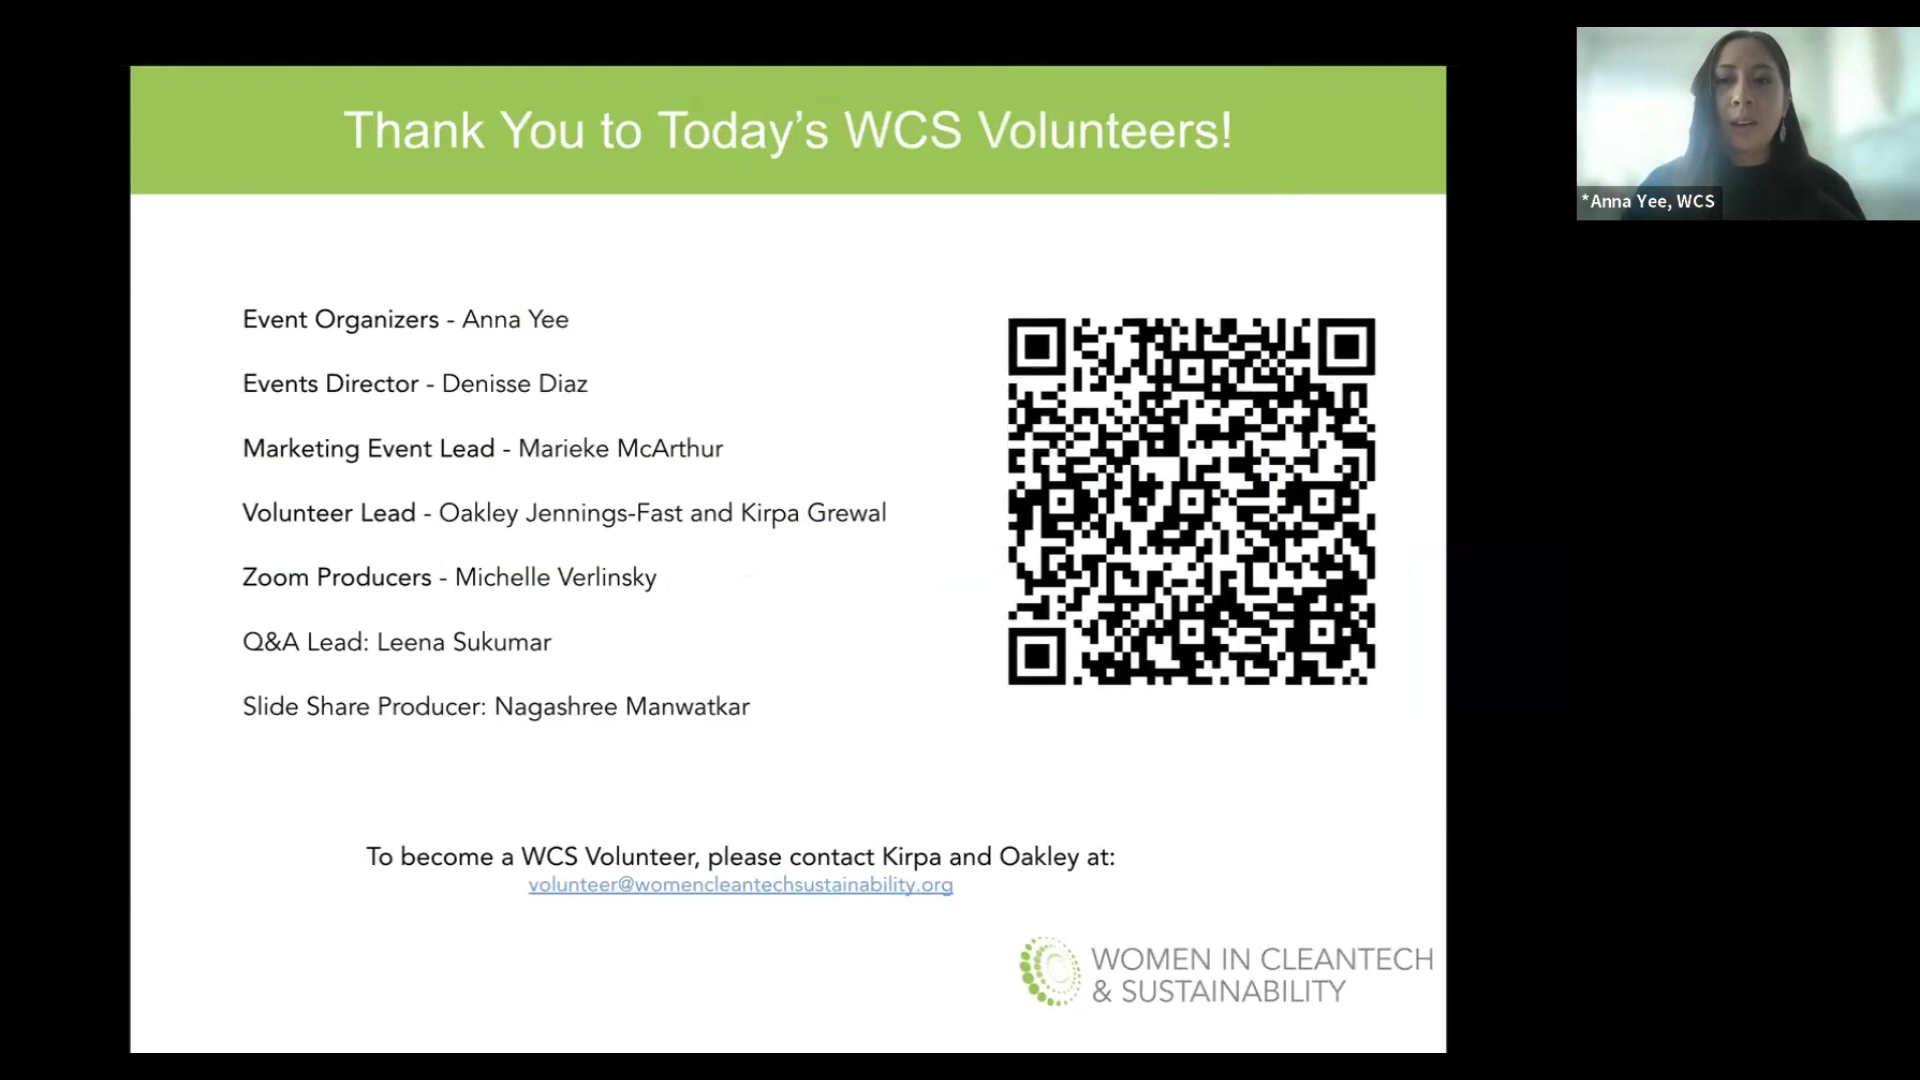 Thank You to Today’s WCS Volunteers!
*Anna Yee, WCS
Event Organizers - Anna Yee
Events Director - Denisse Diaz
Marketing Event Lead - Marieke McArthur
Volunteer Lead - Oakley Jennings-Fast and Kirpa Grewal
Zoom Producers - Michelle Verlinsky
Q&A Lead: Leena Sukumar
Slide Share Producer: Nagashree Manwatkar
To become a WCS Volunteer, please contact Kirpa and Oakley at:
volunteer@womencleantechsustainability.org
WOMEN IN CLEANTECH
& SUSTAINABILITY